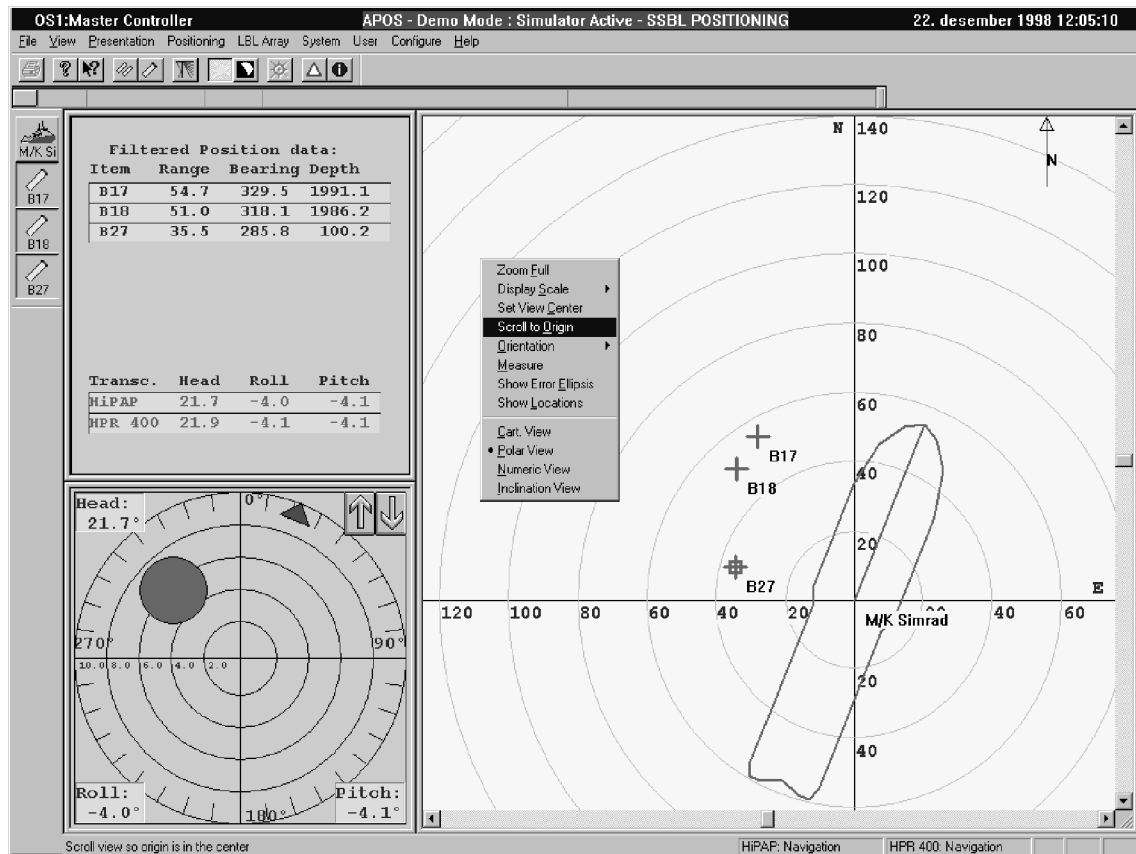 OS1:Master Controller APOS - Demo Mode : Simulator Active - SSBL POSITIONING 22. desember 1998 12:05:10
File View Presentation Positioning LBL Array System User Configure Help
M/K Si
B17
B18
B27
Filtered Position data:
Item Range Bearing Depth
B17 54.7 329.5 1991.1
B18 51.0 318.1 1986.2
B27 35.5 285.8 100.2
Transc. Head Roll Pitch
HiPAP 21.7 -4.0 -4.1
HPR 400 21.9 -4.1 -4.1
Head:
21.7°
0°
270°
90°
10.0 8.0 6.0 4.0 2.0
Roll:
-4.0°
180°
Pitch:
-4.1°
Zoom Full
Display Scale
Set View Center
Scroll to Origin
Orientation
Measure
Show Error Ellipsis
Show Locations
Cart. View
Polar View
Numeric View
Inclination View
N 140
N
120
100
80
60
40
20
B17
B18
B27
120 100 80 60 40 20 20 40 60
E
M/K Simrad
20
40
Scroll view so origin is in the center HiPAP: Navigation HPR 400: Navigation